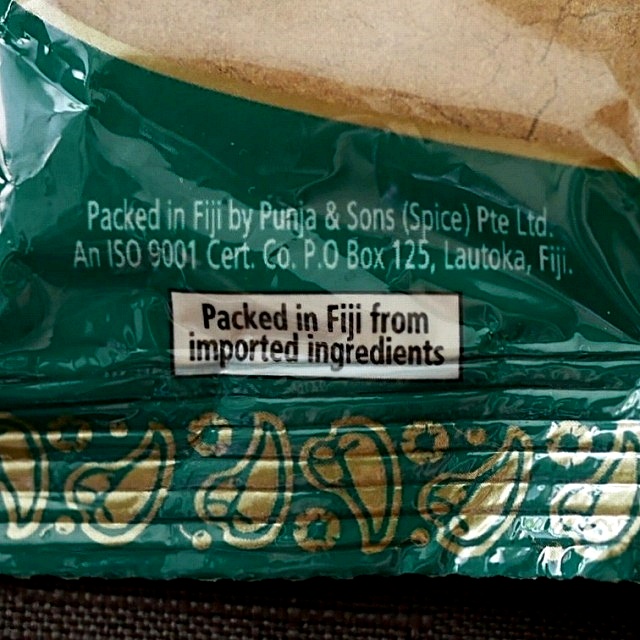 Packed in Fiji by Punja & Sons (Spice) Pte Ltd.
An ISO 9001 Cert. Co. P.O Box 125, Lautoka, Fiji.
Packed in Fiji from
imported ingredients